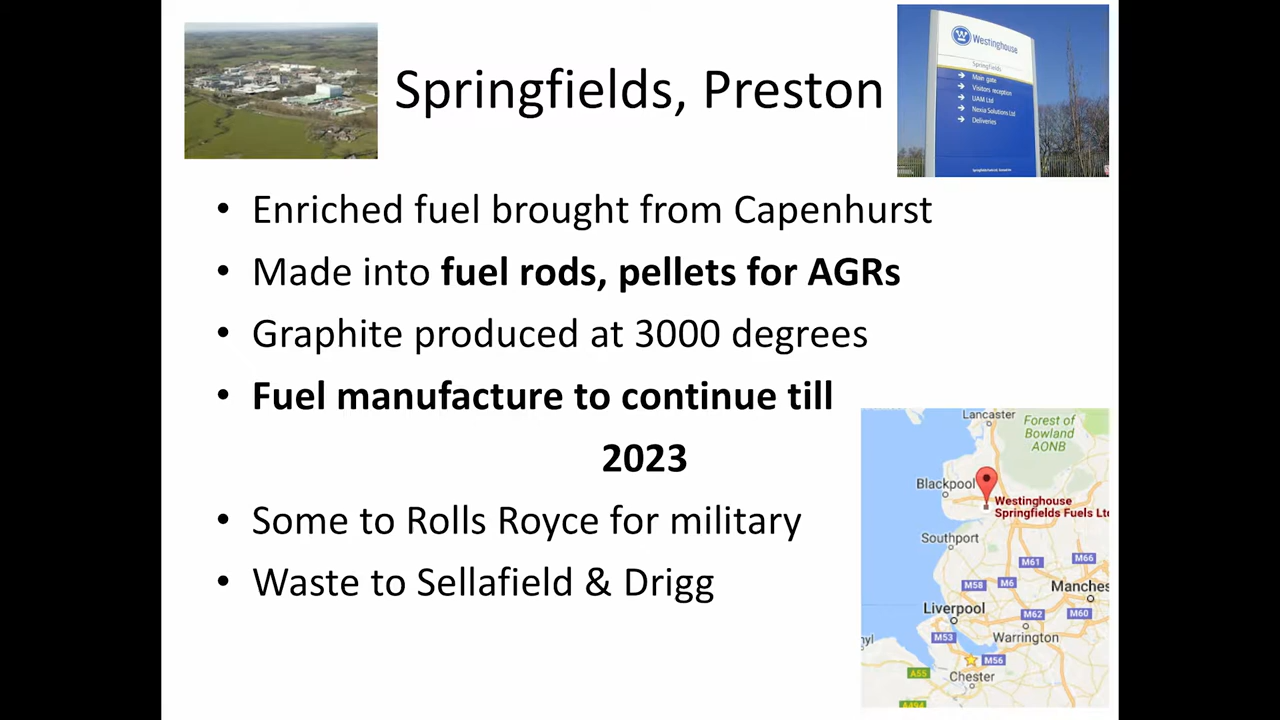 Springfields, Preston
Westinghouse
Springfields
Main gate
Visitors reception
UAM Ltd
Nexia Solutions Ltd
Deliveries
• Enriched fuel brought from Capenhurst
• Made into fuel rods, pellets for AGRs
• Graphite produced at 3000 degrees
• Fuel manufacture to continue till
2023
• Some to Rolls Royce for military
• Waste to Sellafield & Drigg
Lancaster
Forest of
Bowland
AONB
Blackpool
Westinghouse
Springfields Fuels Lt
Southport
M61
M66
M58
M6
Manches
Liverpool
M62
M60
M53
Warrington
M56
Chester
A55